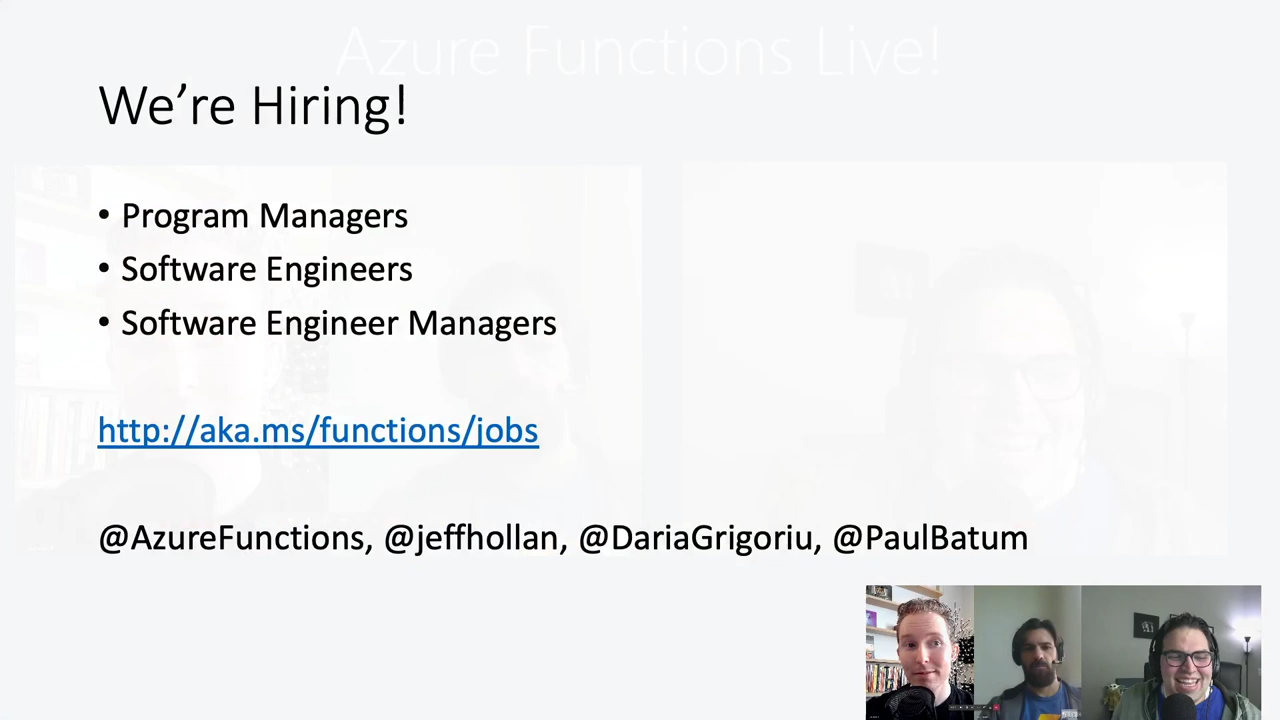 Azure Functions Live!
We’re Hiring!
• Program Managers
• Software Engineers
• Software Engineer Managers
http://aka.ms/functions/jobs
@AzureFunctions, @jeffhollan, @DariaGrigoriu, @PaulBatum